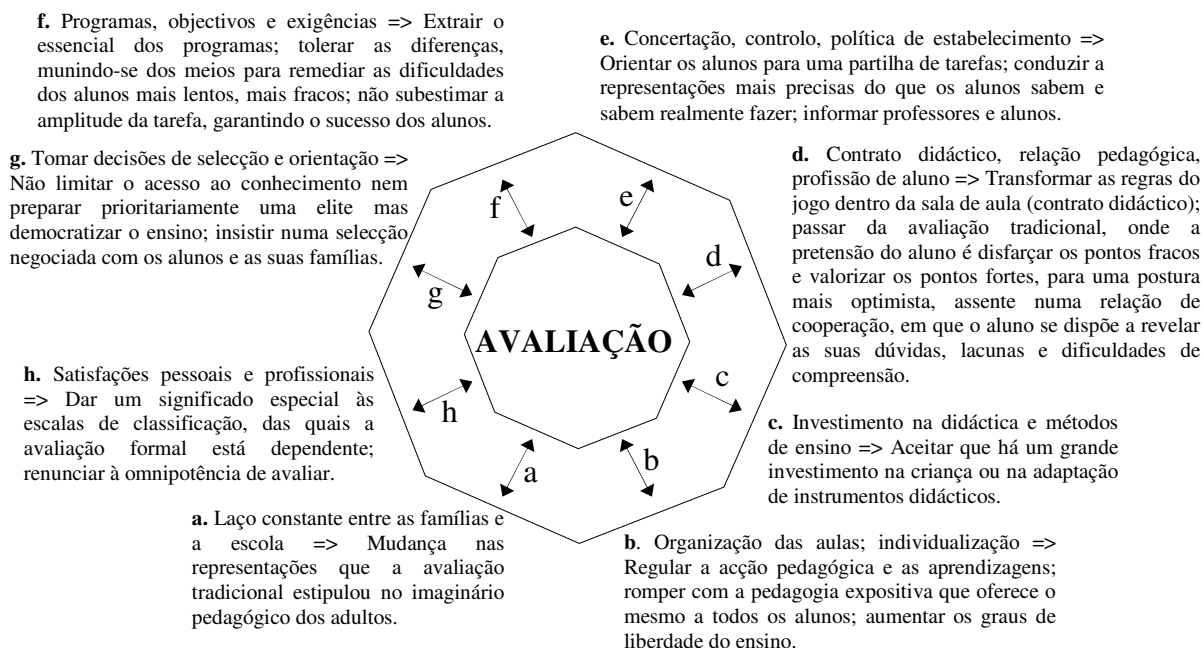 f. Programas, objectivos e exigências => Extrair o
essencial dos programas; tolerar as diferenças,
munindo-se dos meios para remediar as dificuldades
dos alunos mais lentos, mais fracos; não subestimar a
amplitude da tarefa, garantindo o sucesso dos alunos.
e. Concertação, controlo, política de estabelecimento =>
Orientar os alunos para uma partilha de tarefas; conduzir a
representações mais precisas do que os alunos sabem e
sabem realmente fazer; informar professores e alunos.
g. Tomar decisões de selecção e orientação =>
Não limitar o acesso ao conhecimento nem
preparar prioritariamente uma elite mas
democratizar o ensino; insistir numa selecção
negociada com os alunos e as suas famílias.
d. Contrato didáctico, relação pedagógica,
profissão de aluno => Transformar as regras do
jogo dentro da sala de aula (contrato didáctico);
passar da avaliação tradicional, onde a
pretensão do aluno é disfarçar os pontos fracos
e valorizar os pontos fortes, para uma postura
mais optimista, assente numa relação de
cooperação, em que o aluno se dispõe a revelar
as suas dúvidas, lacunas e dificuldades de
compreensão.
f
e
g
d
AVALIAÇÃO
h
c
a
b
h. Satisfações pessoais e profissionais
=> Dar um significado especial às
escalas de classificação, das quais a
avaliação formal está dependente;
renunciar à omnipotência de avaliar.
c. Investimento na didáctica e métodos
de ensino => Aceitar que há um grande
investimento na criança ou na adaptação
de instrumentos didácticos.
a. Laço constante entre as famílias e
a escola => Mudança nas
representações que a avaliação
tradicional estipulou no imaginário
pedagógico dos adultos.
b. Organização das aulas; individualização =>
Regular a acção pedagógica e as aprendizagens;
romper com a pedagogia expositiva que oferece o
mesmo a todos os alunos; aumentar os graus de
liberdade do ensino.